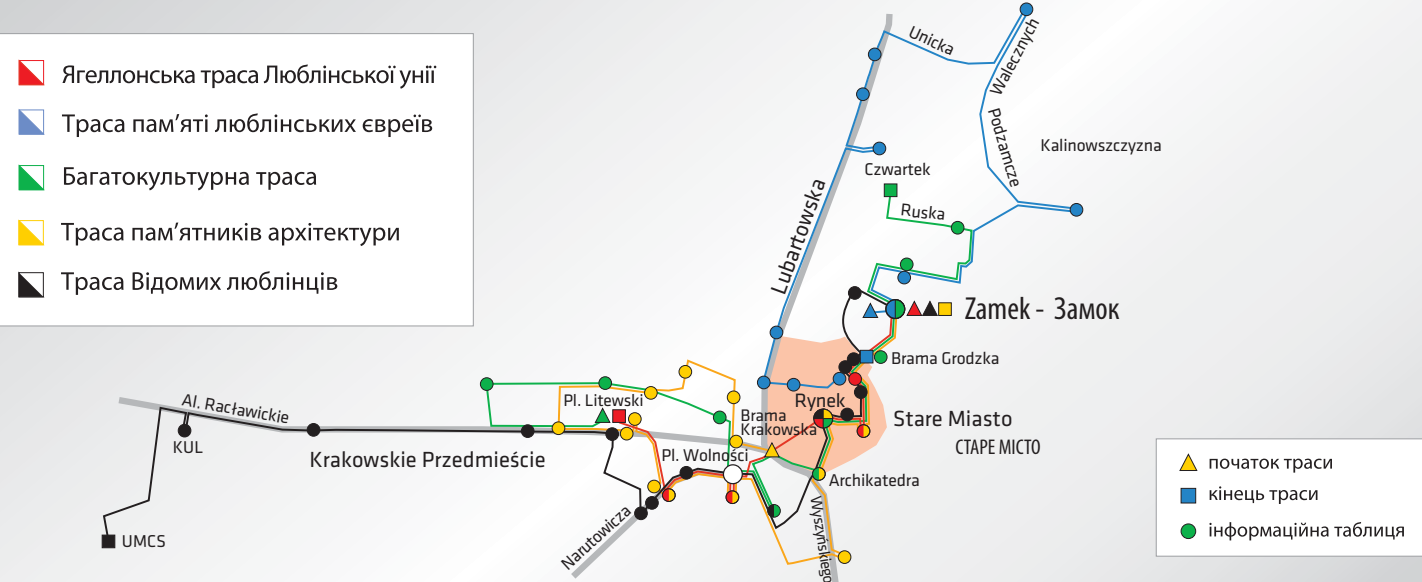 Ягеллонська траса Люблінської унії
Траса пам’яті люблінських євреїв
Багатокультурна траса
Траса пам’ятників архітектури
Траса Відомих люблінців
Unicka
Walecznych
Podzamcze
Kalinowszczyzna
Czwartek
Ruska
Lubartowska
Zamek - Замок
Brama Grodzka
Rynek
Stare Miasto
СТАРЕ МІСТО
Brama
Krakowska
Pl. Litewski
Al. Racławickie
KUL
Krakowskie Przedmieście
Pl. Wolności
Archikatedra
Narutowicza
Wyszyńskiego
UMCS
початок траси
кінець траси
інформаційна таблиця